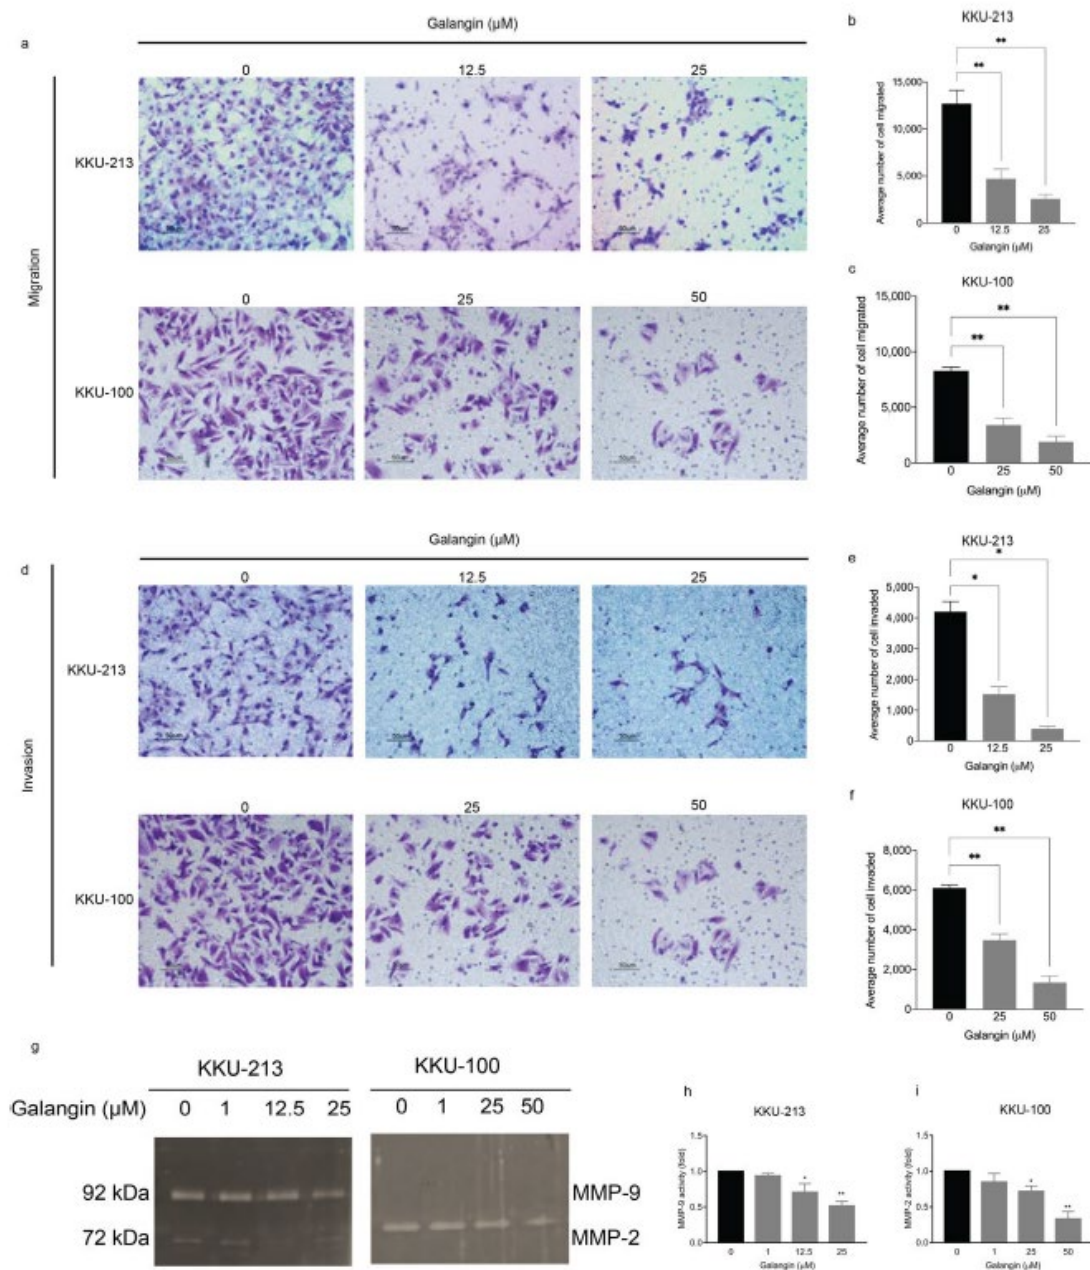 a
Galangin (µM)
0 12.5 25
KKU-213
0 25 50
KKU-100
Migration
b
KKU-213
**
**
15,000
10,000
5,000
0
Average number of cell migrated
0 12.5 25
Galangin (µM)
c
KKU-100
**
**
15,000
10,000
5,000
0
Average number of cell migrated
0 25 50
Galangin (µM)
d
Galangin (µM)
0 12.5 25
KKU-213
0 25 50
KKU-100
Invasion
e
KKU-213
*
*
5,000
4,000
3,000
2,000
1,000
0
Average number of cell invaded
0 12.5 25
Galangin (µM)
f
KKU-100
**
**
8,000
6,000
4,000
2,000
0
Average number of cell invaded
0 25 50
Galangin (µM)
g
KKU-213 KKU-100
Galangin (µM) 0 1 12.5 25 0 1 25 50
92 kDa MMP-9
72 kDa MMP-2
h
KKU-213
1.5
1.0
0.5
0.0
MMP-9 activity (fold)
* **
0 1 12.5 25
Galangin (µM)
i
KKU-100
1.5
1.0
0.5
0.0
MMP-2 activity (fold)
* **
0 1 25 50
Galangin (µM)